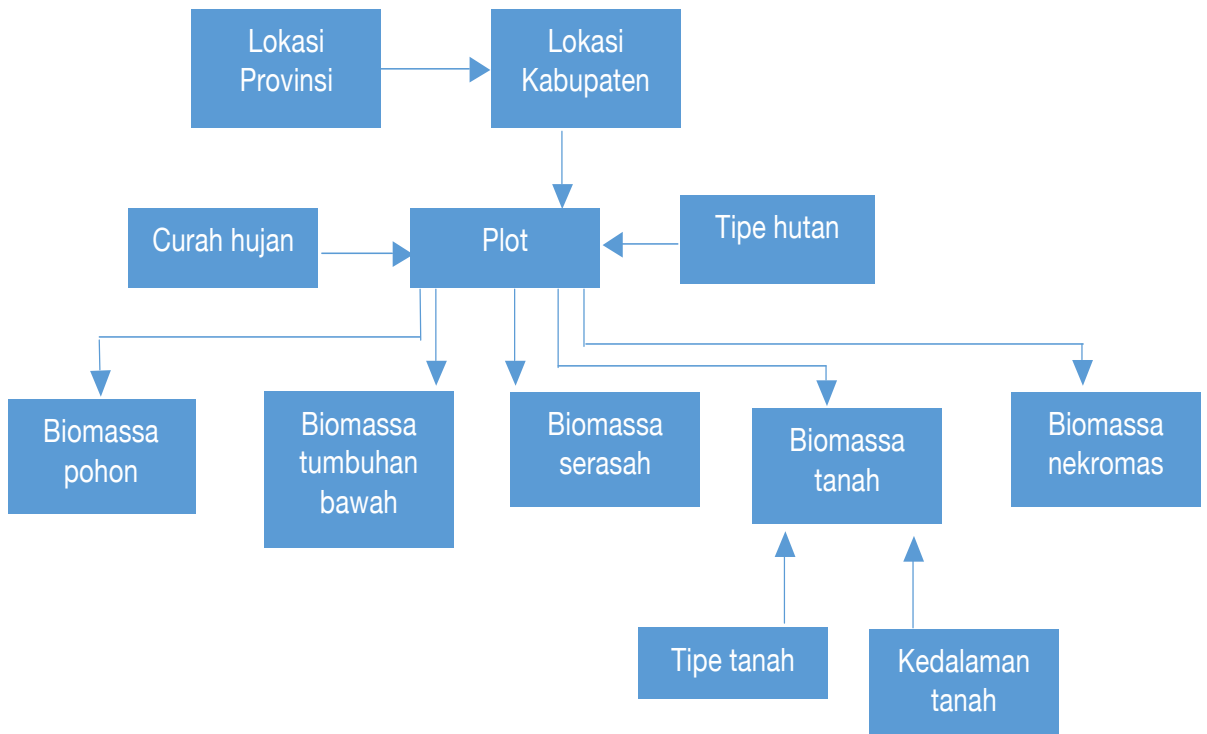 Lokasi
Provinsi
Lokasi
Kabupaten
Curah hujan
Plot
Tipe hutan
Biomassa
pohon
Biomassa
tumbuhan
bawah
Biomassa
serasah
Biomassa
tanah
Biomassa
nekromas
Tipe tanah
Kedalaman
tanah